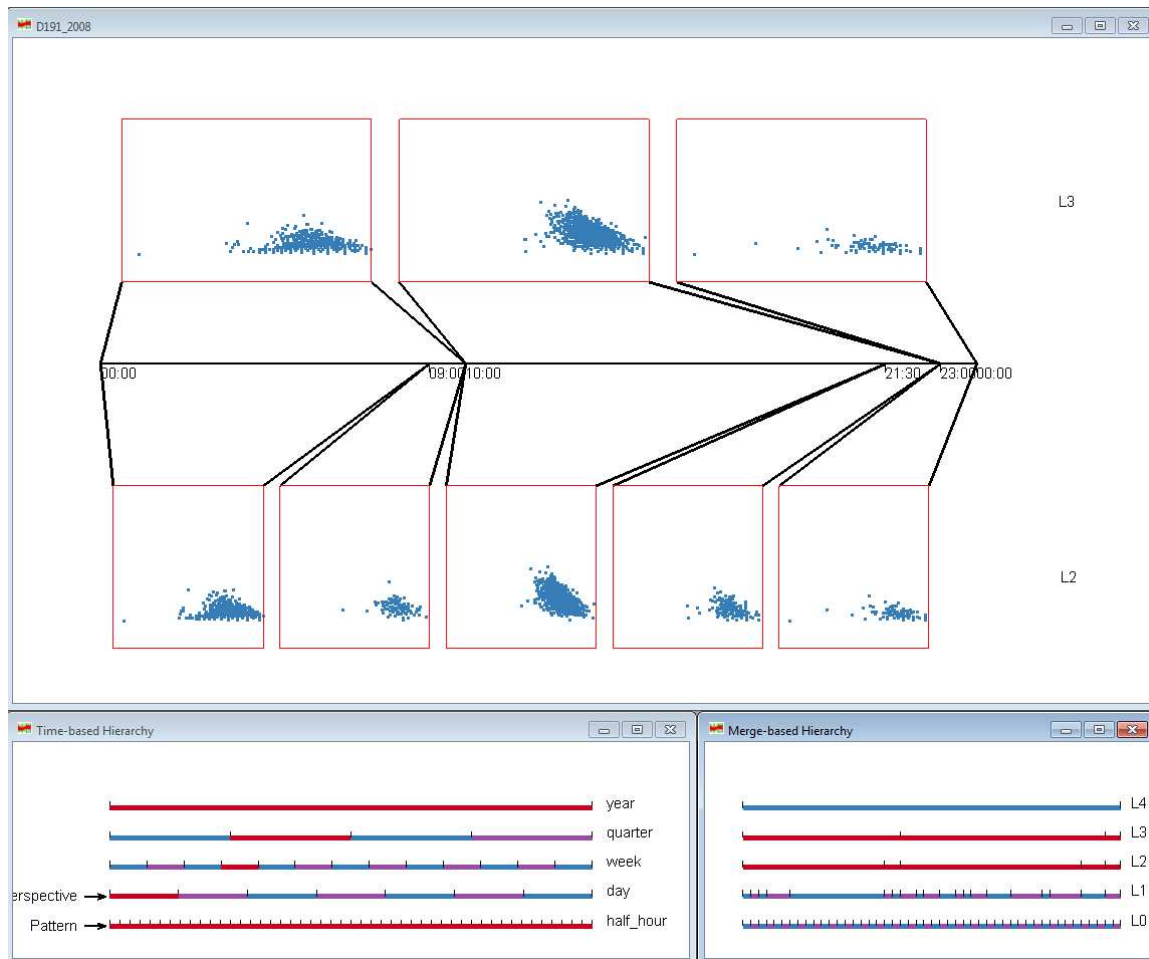 D191_2008
L3
00:00 09:00 10:00 21:30 23:00 00:00
L2
Time-based Hierarchy
year
quarter
week
erspective day
Pattern half_hour
Merge-based Hierarchy
L4
L3
L2
L1
L0